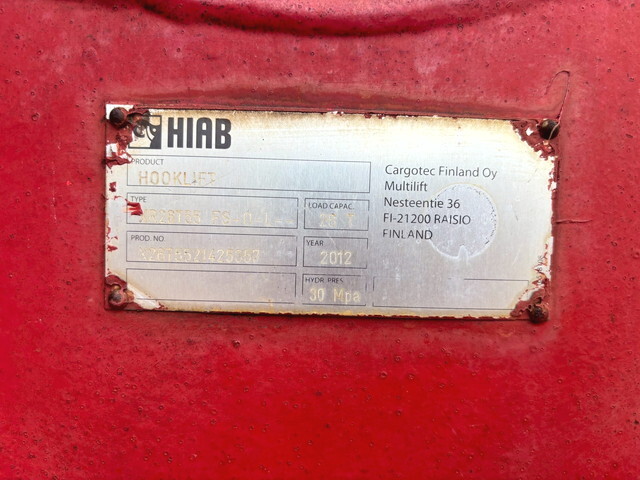 HIAB
PRODUCT
HOOKLIFT
TYPE
LOAD CAPAC.
PROD. NO.
YEAR
2012
HYDR. PRES.
30 Mpa
Cargotec Finland Oy
Multilift
Nesteentie 36
FI-21200 RAISIO
FINLAND